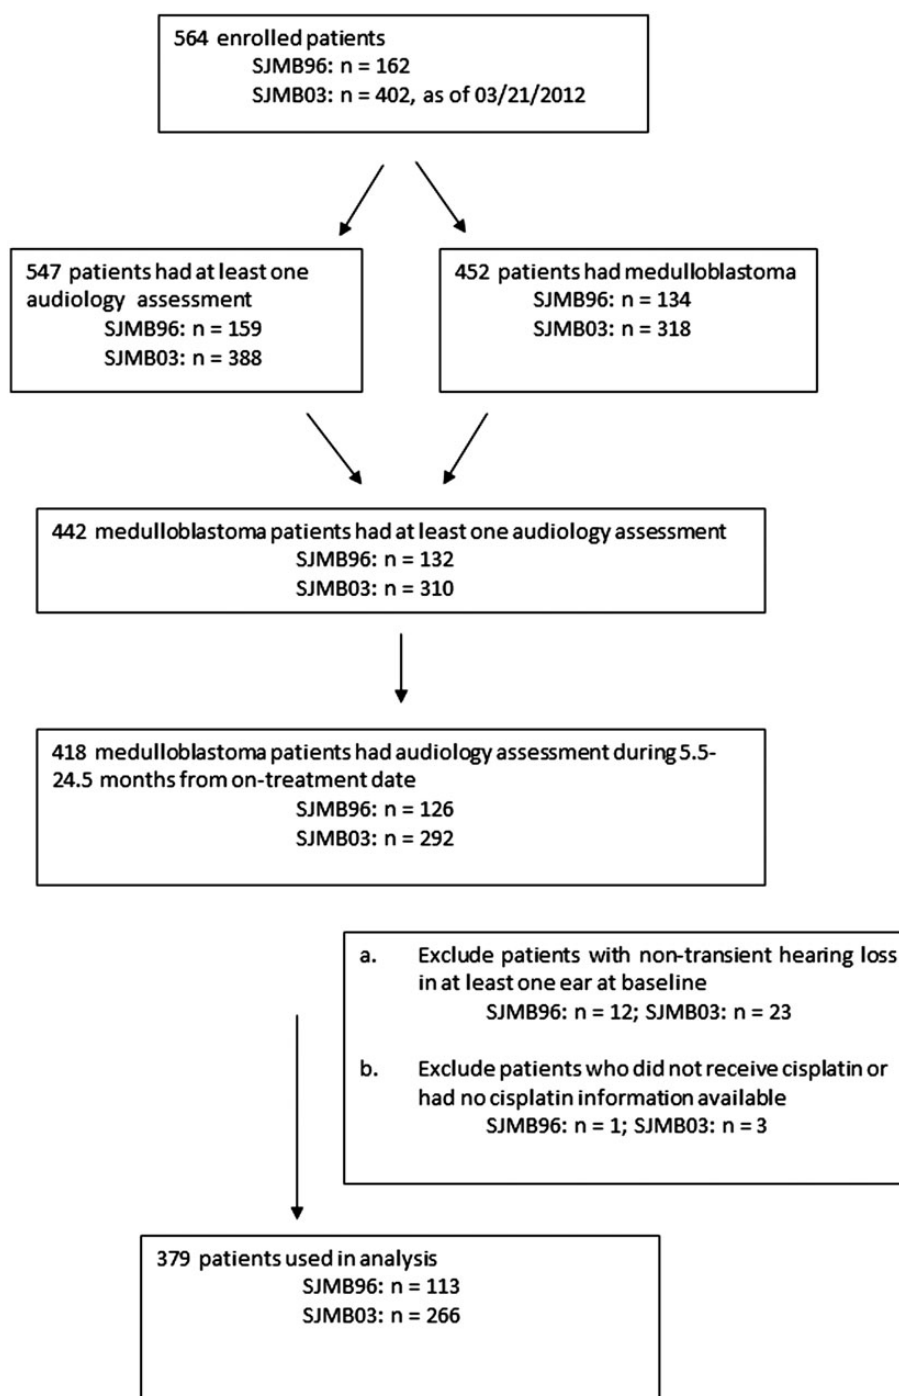 564 enrolled patients
SJMB96: n = 162
SJMB03: n = 402, as of 03/21/2012
547 patients had at least one
audiology assessment
SJMB96: n = 159
SJMB03: n = 388
452 patients had medulloblastoma
SJMB96: n = 134
SJMB03: n = 318
442 medulloblastoma patients had at least one audiology assessment
SJMB96: n = 132
SJMB03: n = 310
418 medulloblastoma patients had audiology assessment during 5.5-
24.5 months from on-treatment date
SJMB96: n = 126
SJMB03: n = 292
a. Exclude patients with non-transient hearing loss
in at least one ear at baseline
SJMB96: n = 12; SJMB03: n = 23
b. Exclude patients who did not receive cisplatin or
had no cisplatin information available
SJMB96: n = 1; SJMB03: n = 3
379 patients used in analysis
SJMB96: n = 113
SJMB03: n = 266